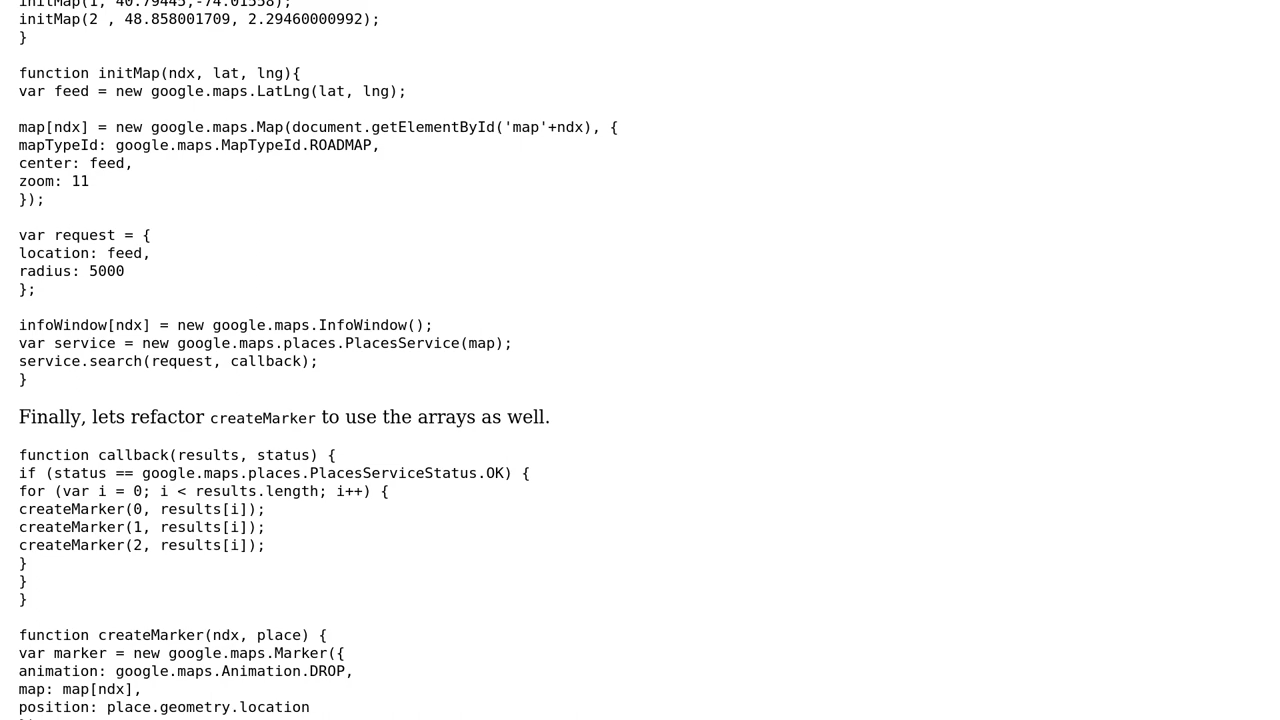 initMap(1, 40.79445,-74.01558);
initMap(2 , 48.858001709, 2.29460000992);
}
function initMap(ndx, lat, lng){
var feed = new google.maps.LatLng(lat, lng);
map[ndx] = new google.maps.Map(document.getElementById('map'+ndx), {
mapTypeId: google.maps.MapTypeId.ROADMAP,
center: feed,
zoom: 11
});
var request = {
location: feed,
radius: 5000
};
infoWindow[ndx] = new google.maps.InfoWindow();
var service = new google.maps.places.PlacesService(map);
service.search(request, callback);
}
Finally, lets refactor createMarker to use the arrays as well.
function callback(results, status) {
if (status == google.maps.places.PlacesServiceStatus.OK) {
for (var i = 0; i < results.length; i++) {
createMarker(0, results[i]);
createMarker(1, results[i]);
createMarker(2, results[i]);
}
}
}
function createMarker(ndx, place) {
var marker = new google.maps.Marker({
animation: google.maps.Animation.DROP,
map: map[ndx],
position: place.geometry.location